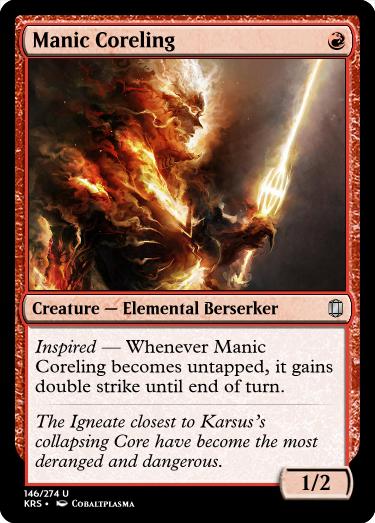 Manic Coreling
Creature — Elemental Berserker
Inspired — Whenever Manic
Coreling becomes untapped, it gains
double strike until end of turn.
The Igneate closest to Karsus's
collapsing Core have become the most
deranged and dangerous.
1/2
146/274 U
KRS • Cobaltplasma